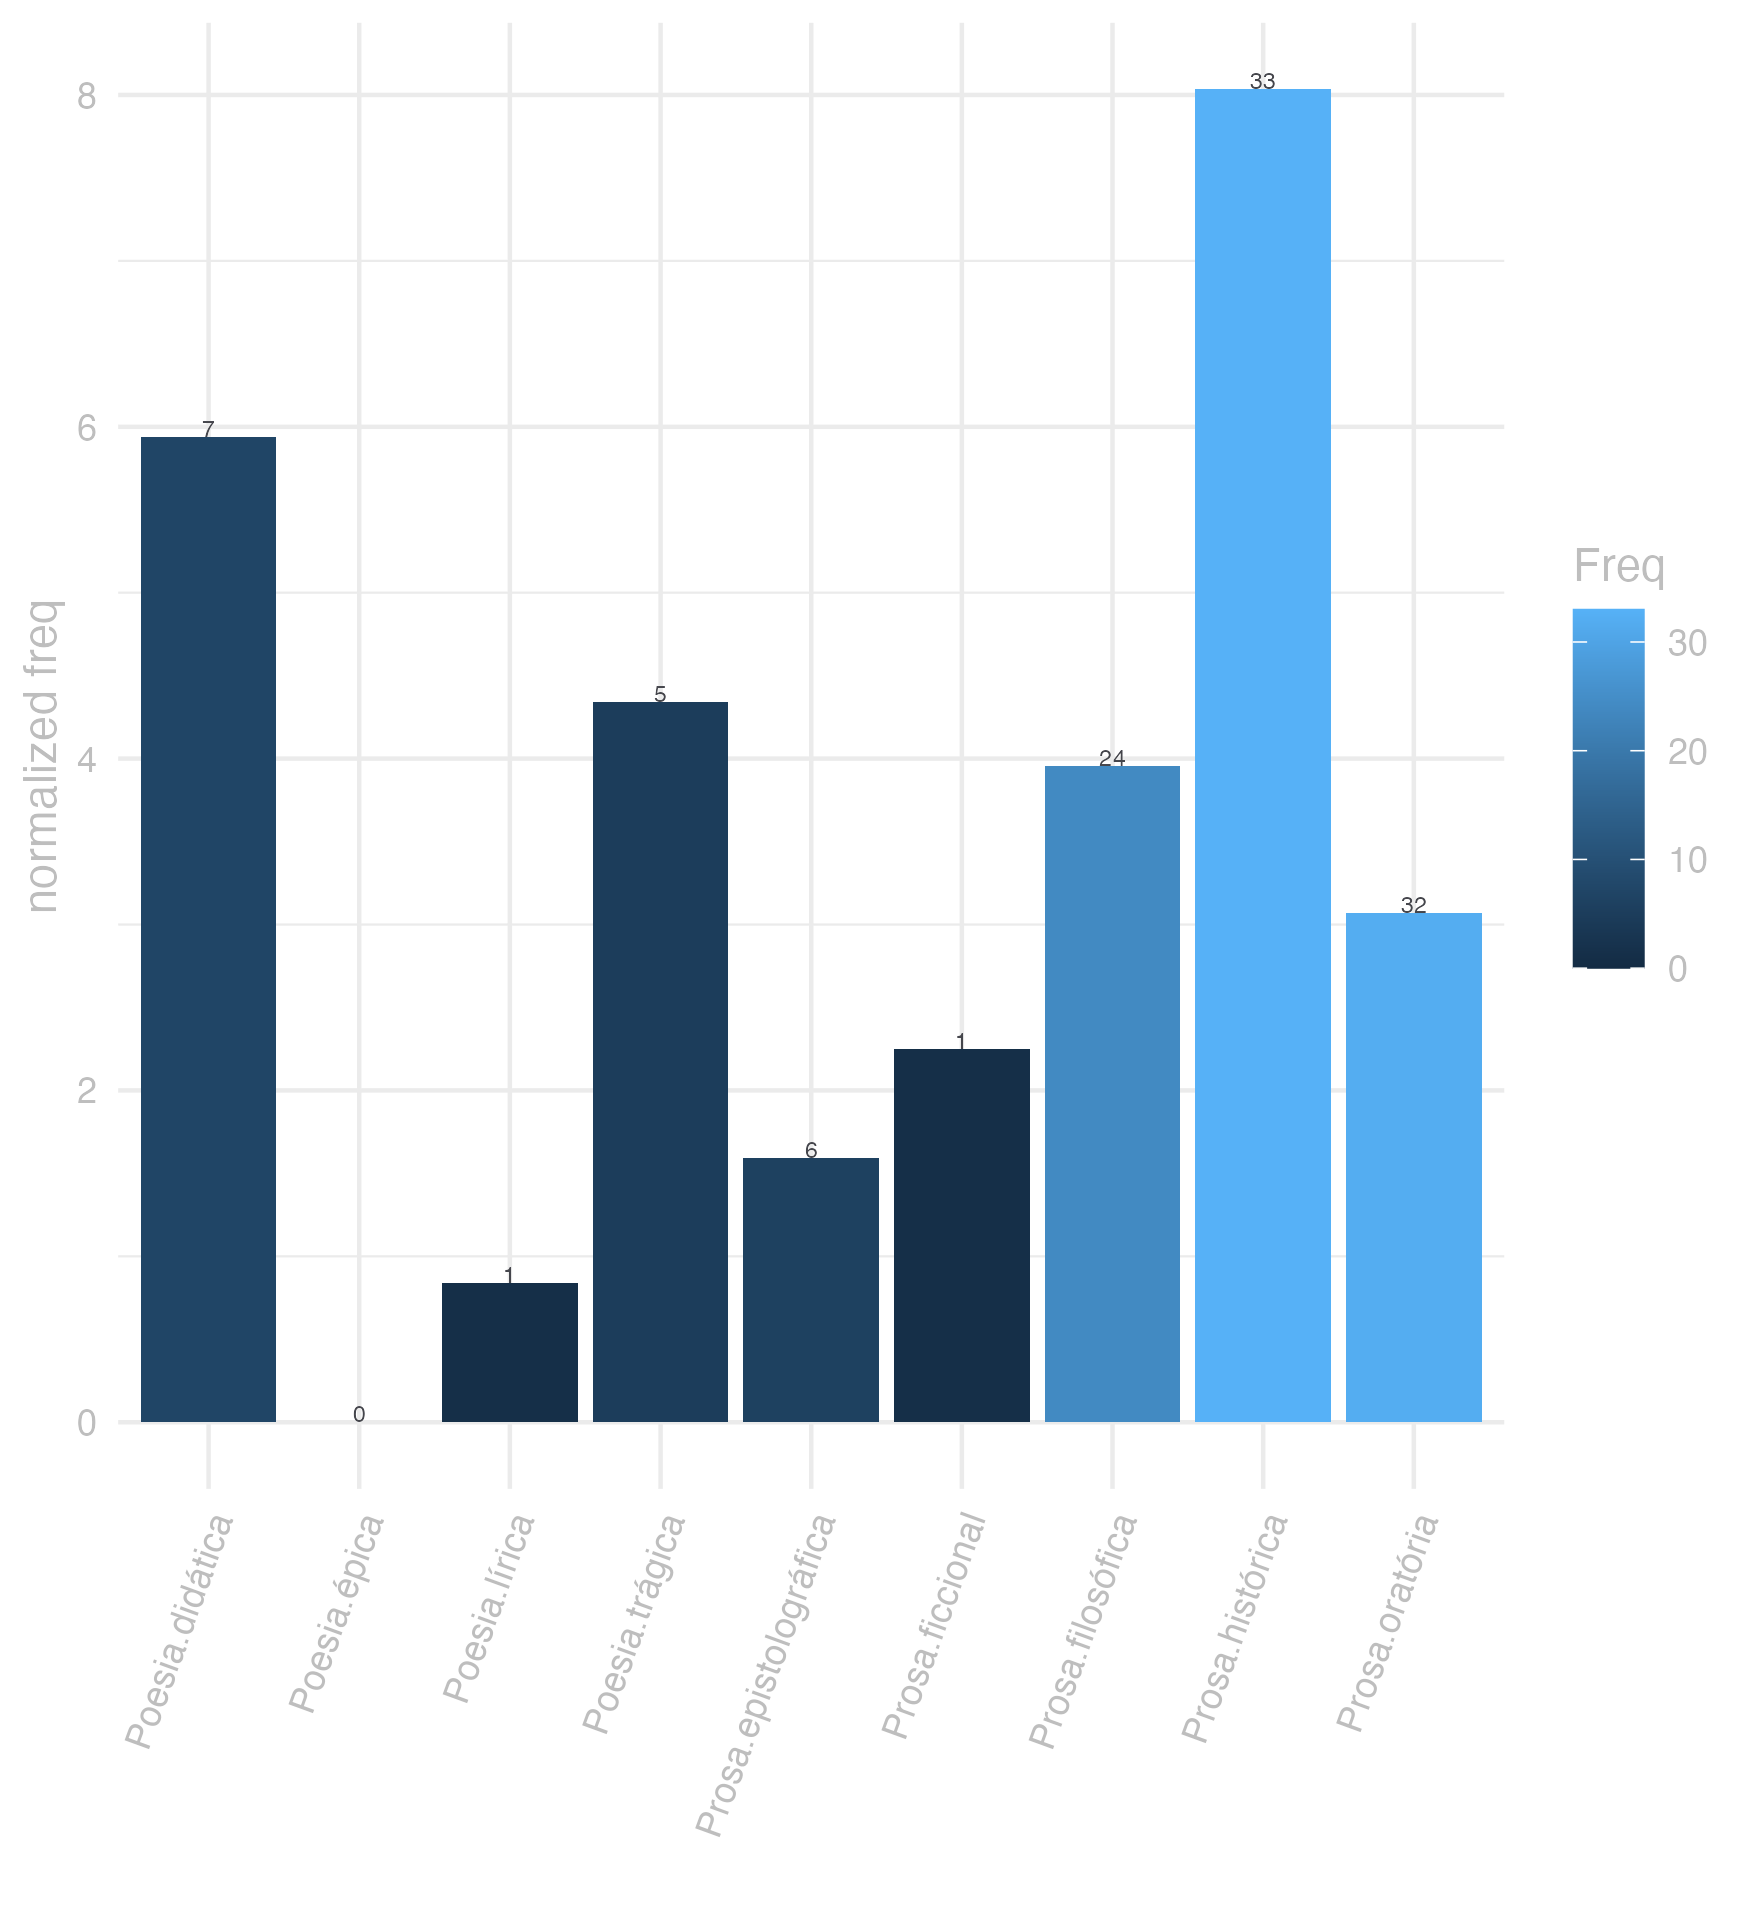 normalized freq
8
6
4
2
0
7
0
1
5
6
1
24
33
32
Poesia.didática
Poesia.épica
Poesia.lírica
Poesia.trágica
Prosa.epistolográfica
Prosa.ficcional
Prosa.filosófica
Prosa.histórica
Prosa.oratória
Freq
30
20
10
0